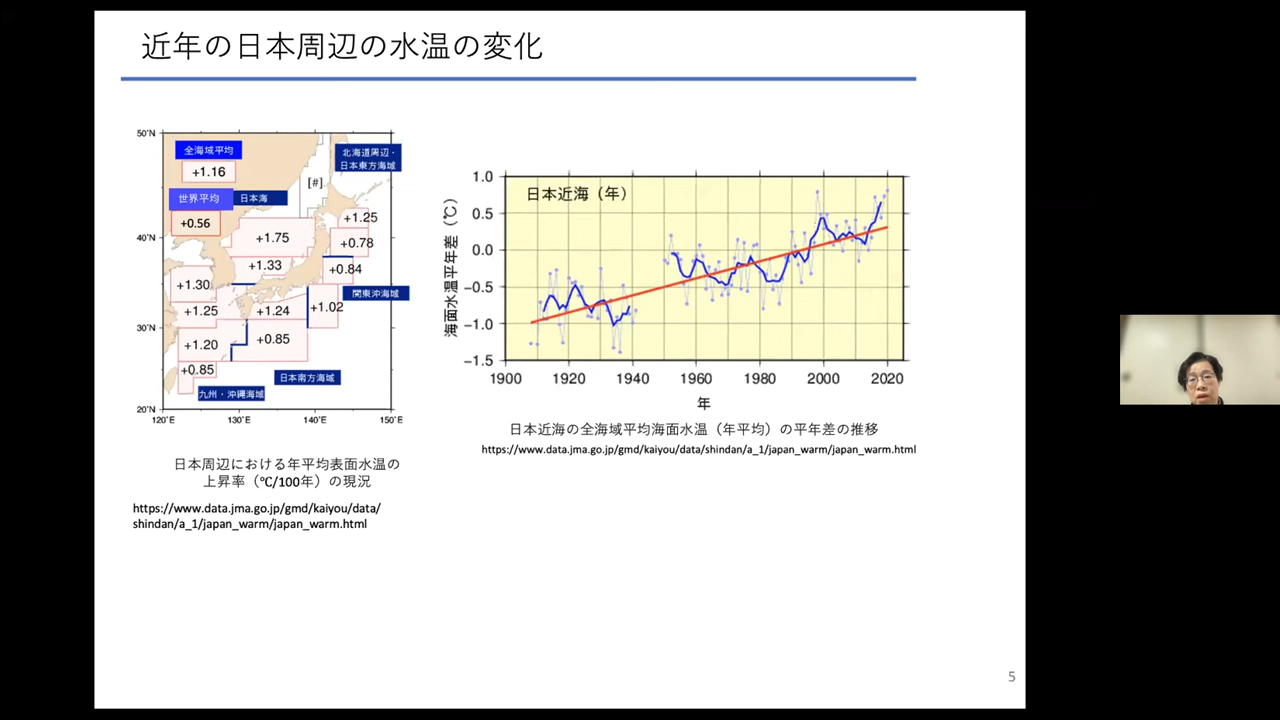 近年の日本周辺の水温の変化
50˚N
40˚N
30˚N
20˚N
120˚E
130˚E
140˚E
150˚E
全海域平均
+1.16
世界平均
+0.56
日本海
北海道周辺・
日本東方海域
[#]
+1.25
+1.75
+0.78
+1.33
+0.84
+1.30
関東沖海域
+1.25
+1.24
+1.02
+1.20
+0.85
+0.85
日本南方海域
九州・沖縄海域
日本周辺における年平均表面水温の
上昇率（℃/100年）の現況
https://www.data.jma.go.jp/gmd/kaiyou/data/
shindan/a_1/japan_warm/japan_warm.html
日本近海（年）
海面水温平年差（℃）
1.0
0.5
0.0
−0.5
−1.0
−1.5
1900
1920
1940
1960
1980
2000
2020
年
日本近海の全海域平均海面水温（年平均）の平年差の推移
https://www.data.jma.go.jp/gmd/kaiyou/data/shindan/a_1/japan_warm/japan_warm.html
5